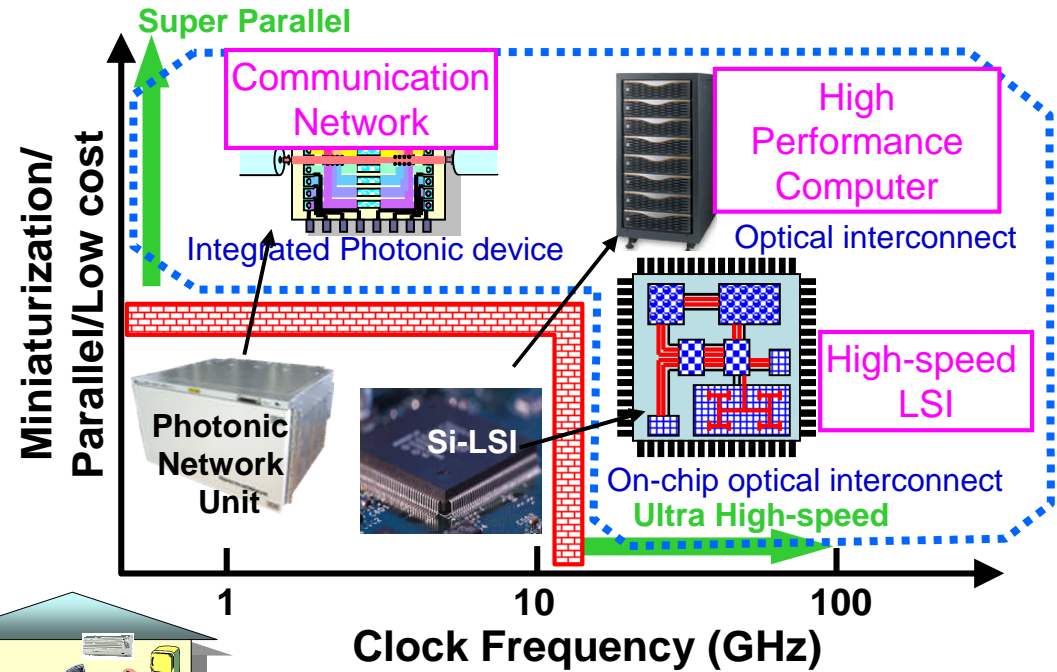 Super Parallel
Communication
Network
High
Performance
Computer
Miniaturization/
Parallel/Low cost
Integrated Photonic device
Optical interconnect
Photonic
Network
Unit
Si-LSI
High-speed
LSI
On-chip optical interconnect
Ultra High-speed
1
10
100
Clock Frequency (GHz)